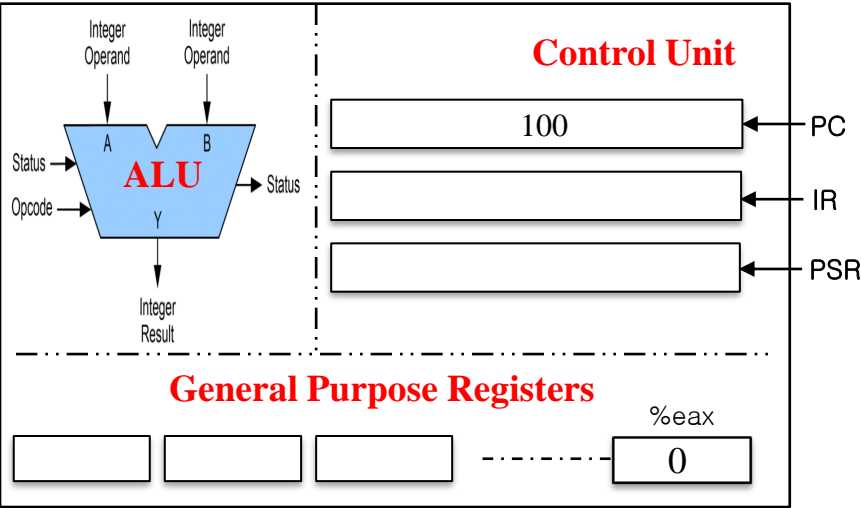 Integer
Operand
Integer
Operand
A
B
Status
ALU
Status
Opcode
Y
Integer
Result
Control Unit
100
PC
IR
PSR
General Purpose Registers
%eax
0